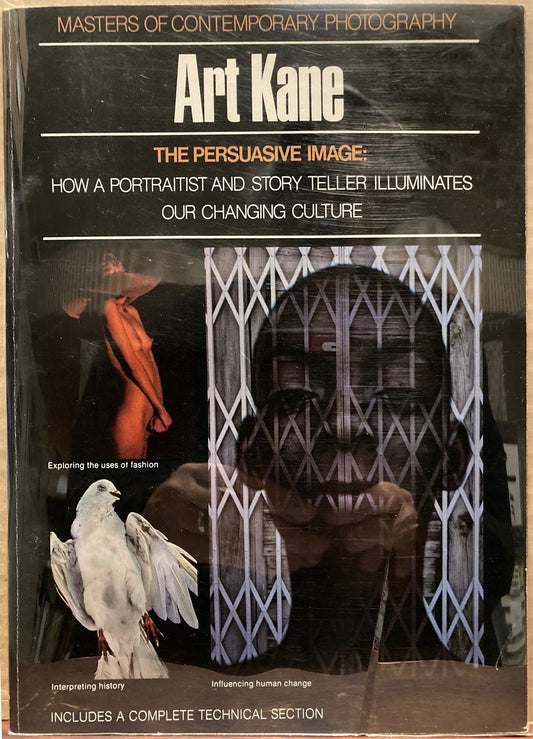 MASTERS OF CONTEMPORARY PHOTOGRAPHY
Art Kane
THE PERSUASIVE IMAGE:
HOW A PORTRAITIST AND STORY TELLER ILLUMINATES
OUR CHANGING CULTURE
Exploring the uses of fashion
Interpreting history
Influencing human change
INCLUDES A COMPLETE TECHNICAL SECTION